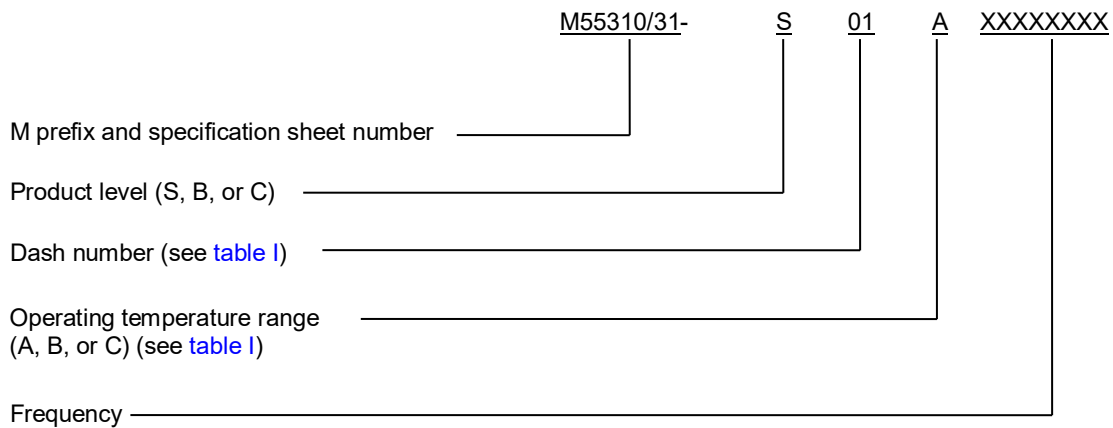 M55310/31- S 01 A XXXXXXXX
M prefix and specification sheet number
Product level (S, B, or C)
Dash number (see table I)
Operating temperature range
(A, B, or C) (see table I)
Frequency